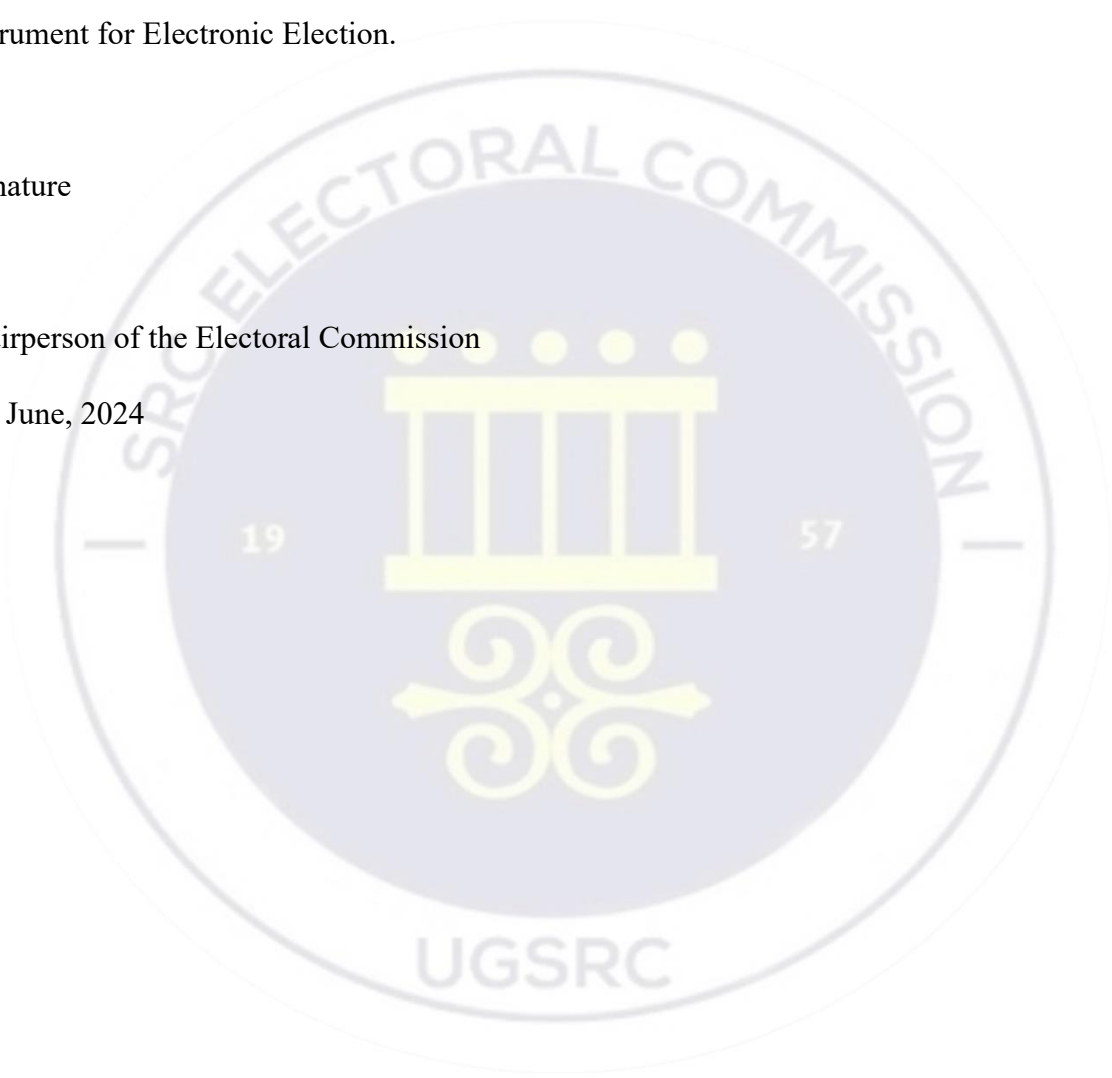 rument for Electronic Election.
nature
irperson of the Electoral Commission
June, 2024
SRC ELECTORAL COMMISSION
19
57
UGSRC